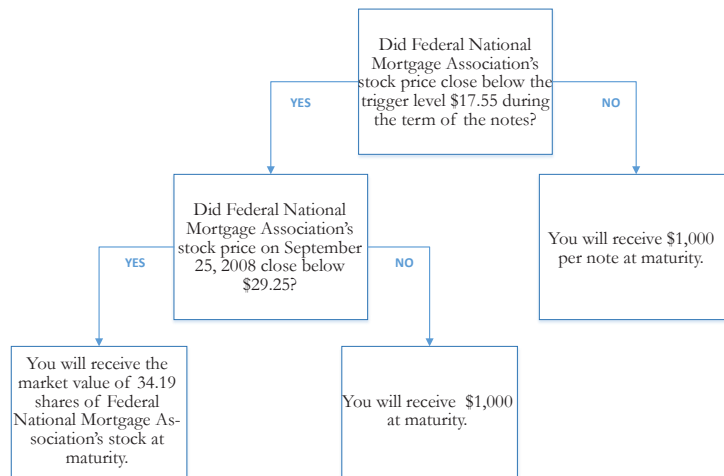 Did Federal National
Mortgage Association's
stock price close below the
trigger level $17.55 during
the term of the notes?
YES
NO
Did Federal National
Mortgage Association's
stock price on September
25, 2008 close below
$29.25?
You will receive $1,000
per note at maturity.
YES
NO
You will receive the
market value of 34.19
shares of Federal
National Mortgage As-
sociation's stock at
maturity.
You will receive $1,000
at maturity.